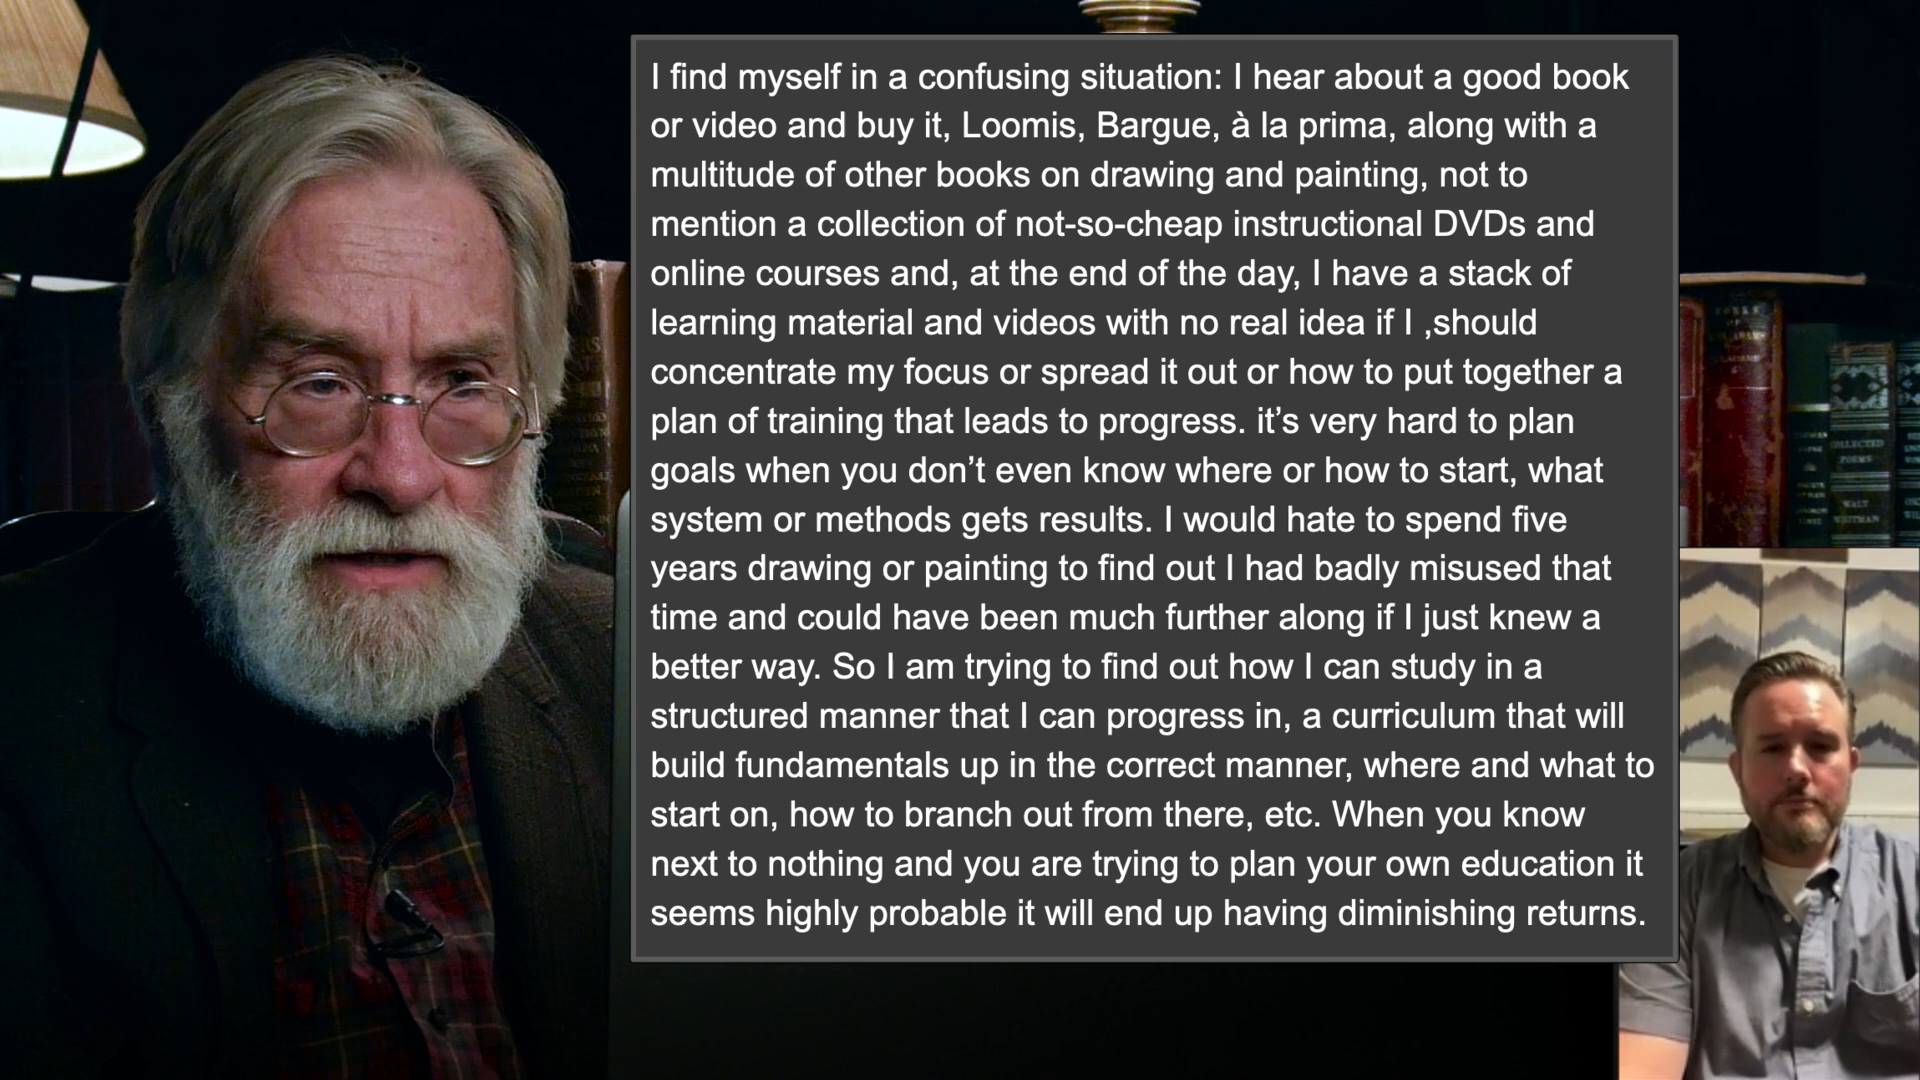 I find myself in a confusing situation: I hear about a good book
or video and buy it, Loomis, Bargue, à la prima, along with a
multitude of other books on drawing and painting, not to
mention a collection of not-so-cheap instructional DVDs and
online courses and, at the end of the day, I have a stack of
learning material and videos with no real idea if I ,should
concentrate my focus or spread it out or how to put together a
plan of training that leads to progress. it’s very hard to plan
goals when you don’t even know where or how to start, what
system or methods gets results. I would hate to spend five
years drawing or painting to find out I had badly misused that
time and could have been much further along if I just knew a
better way. So I am trying to find out how I can study in a
structured manner that I can progress in, a curriculum that will
build fundamentals up in the correct manner, where and what to
start on, how to branch out from there, etc. When you know
next to nothing and you are trying to plan your own education it
seems highly probable it will end up having diminishing returns.
COLLECTED
POEMS
WALT
WHITMAN